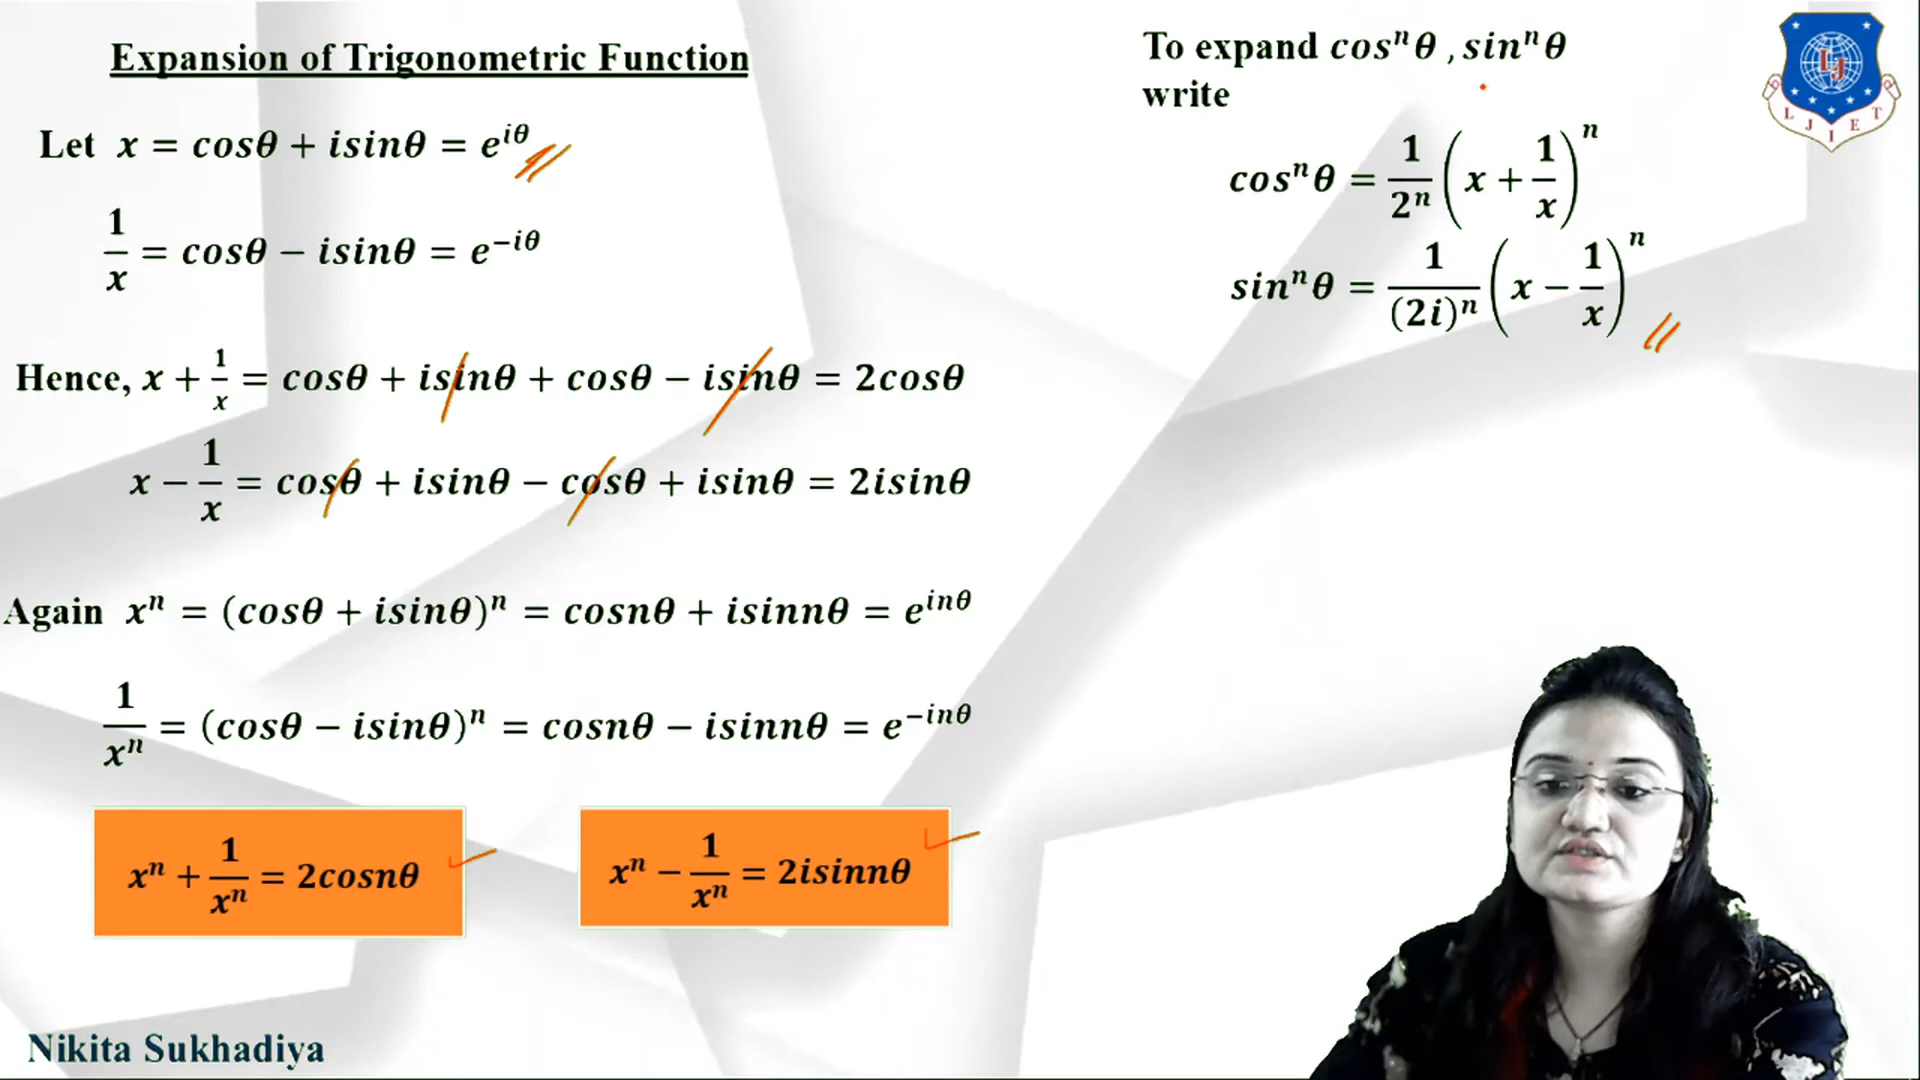 Expansion of Trigonometric Function
Let x = cosθ + isinθ = e^{iθ}
1/x = cosθ − isinθ = e^{−iθ}
Hence, x + 1/x = cosθ + isinθ + cosθ − isinθ = 2cosθ
x − 1/x = cosθ + isinθ − cosθ + isinθ = 2isinθ
Again x^n = (cosθ + isinθ)^n = cosnθ + isinnθ = e^{inθ}
1/x^n = (cosθ − isinθ)^n = cosnθ − isinnθ = e^{−inθ}
x^n + 1/x^n = 2cosnθ
x^n − 1/x^n = 2isinnθ
Nikita Sukhadiya
To expand cos^nθ , sin^nθ
write
cos^nθ = 1/2^n (x + 1/x)^n
sin^nθ = 1/(2i)^n (x − 1/x)^n
LJ
L J I E T